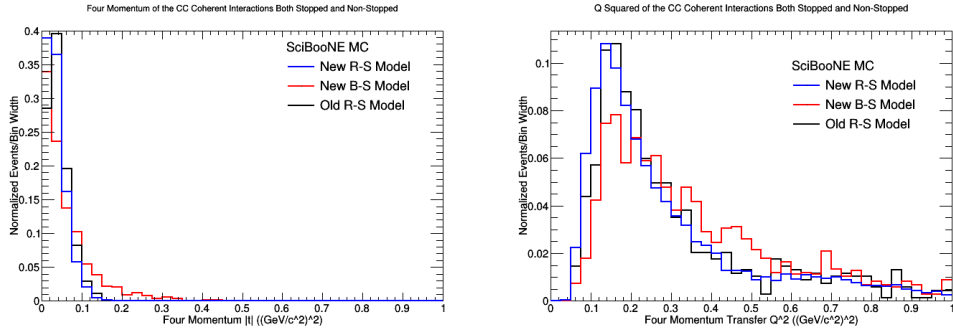 Four Momentum of the CC Coherent Interactions Both Stopped and Non-Stopped
Normalized Events/Bin Width
0.4
0.35
0.3
0.25
0.2
0.15
0.1
0.05
0
SciBooNE MC
New R-S Model
New B-S Model
Old R-S Model
0 0.1 0.2 0.3 0.4 0.5 0.6 0.7 0.8 0.9 1
Four Momentum |t| ((GeV/c^2)^2)
Q Squared of the CC Coherent Interactions Both Stopped and Non-Stopped
Normalized Events/Bin Width
0.1
0.08
0.06
0.04
0.02
0
SciBooNE MC
New R-S Model
New B-S Model
Old R-S Model
0 0.1 0.2 0.3 0.4 0.5 0.6 0.7 0.8 0.9 1
Four Momentum Transfer Q^2 ((GeV/c^2)^2)